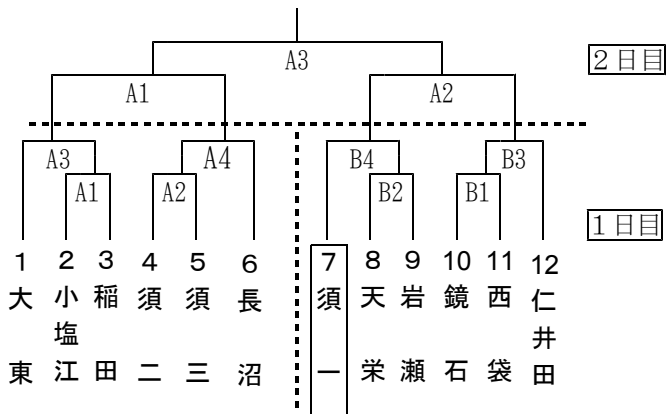 A3
2日目
A1 A2
A3 A4 B4 B3
A1 A2 B2 B1
1日目
1 2 3 4 5 6 7 8 9 10 11 12
大東
小塩江
稲田
須二
須三
長沼
須一
天栄
岩瀬
鏡石
西袋
仁井田